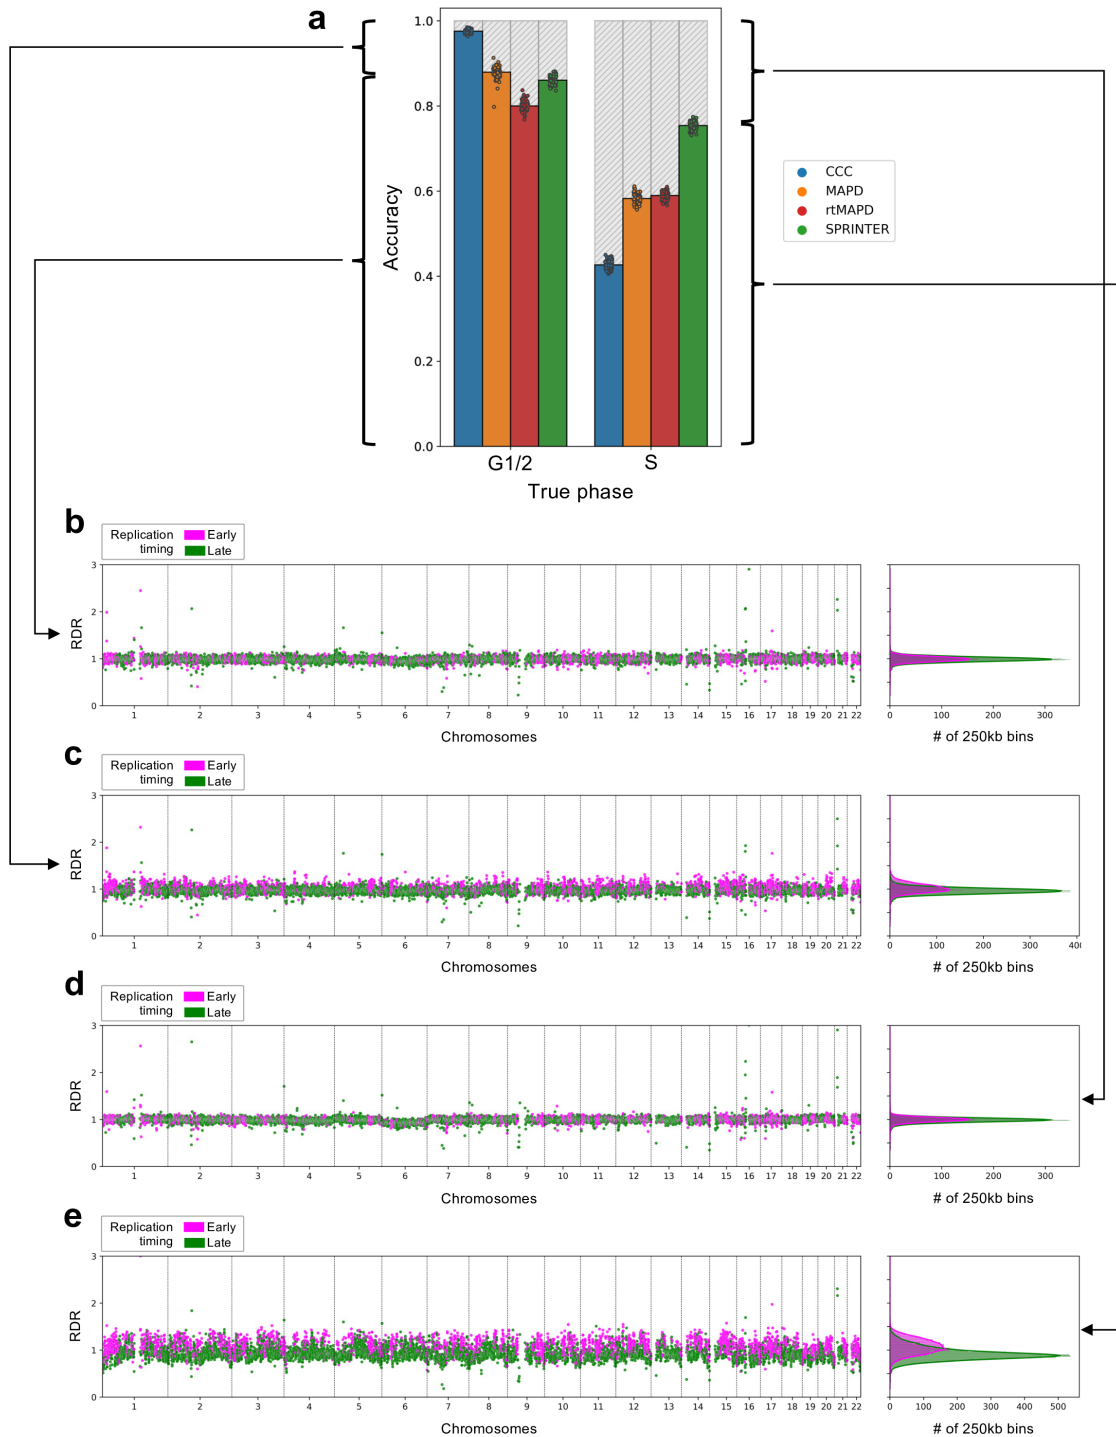 a
1.0
0.8
0.6
0.4
0.2
0.0
Accuracy
G1/2
S
True phase
CCC
MAPD
rtMAPD
SPRINTER
b
Replication timing
Early
Late
3
2
1
0
RDR
1 2 3 4 5 6 7 8 9 10 11 12 13 14 15 16 17 18 19 20 21 22
Chromosomes
0 100 200 300
# of 250kb bins
c
Replication timing
Early
Late
3
2
1
0
RDR
1 2 3 4 5 6 7 8 9 10 11 12 13 14 15 16 17 18 19 20 21 22
Chromosomes
0 100 200 300 400
# of 250kb bins
d
Replication timing
Early
Late
3
2
1
0
RDR
1 2 3 4 5 6 7 8 9 10 11 12 13 14 15 16 17 18 19 20 21 22
Chromosomes
0 100 200 300
# of 250kb bins
e
Replication timing
Early
Late
3
2
1
0
RDR
1 2 3 4 5 6 7 8 9 10 11 12 13 14 15 16 17 18 19 20 21 22
Chromosomes
0 100 200 300 400 500
# of 250kb bins